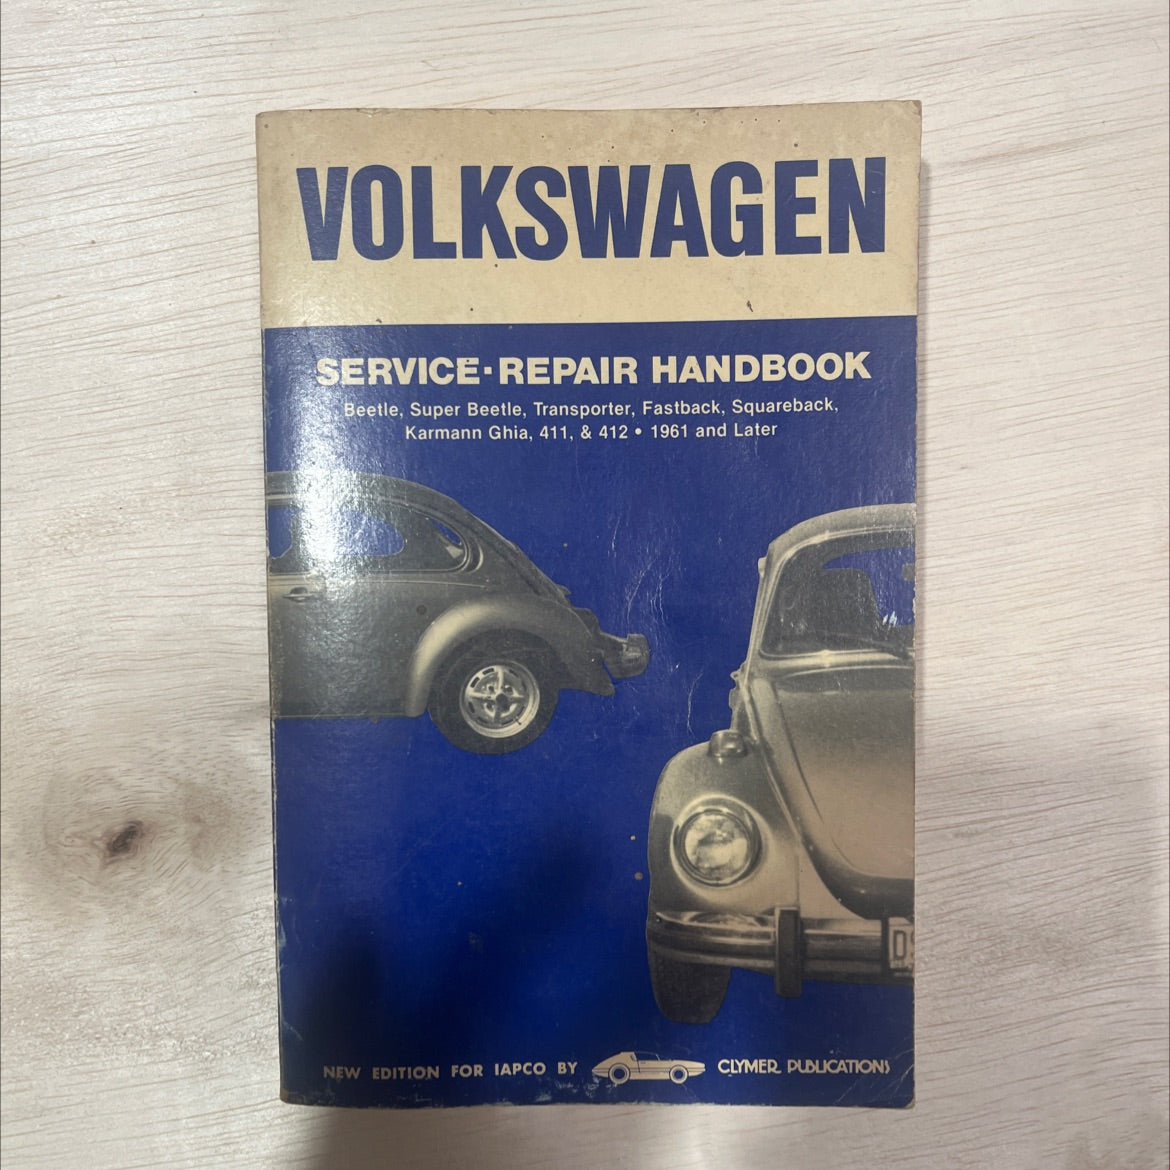 VOLKSWAGEN
SERVICE·REPAIR HANDBOOK
Beetle, Super Beetle, Transporter, Fastback, Squareback,
Karmann Ghia, 411, & 412 • 1961 and Later
NEW EDITION FOR IAPCO BY CLYMER PUBLICATIONS